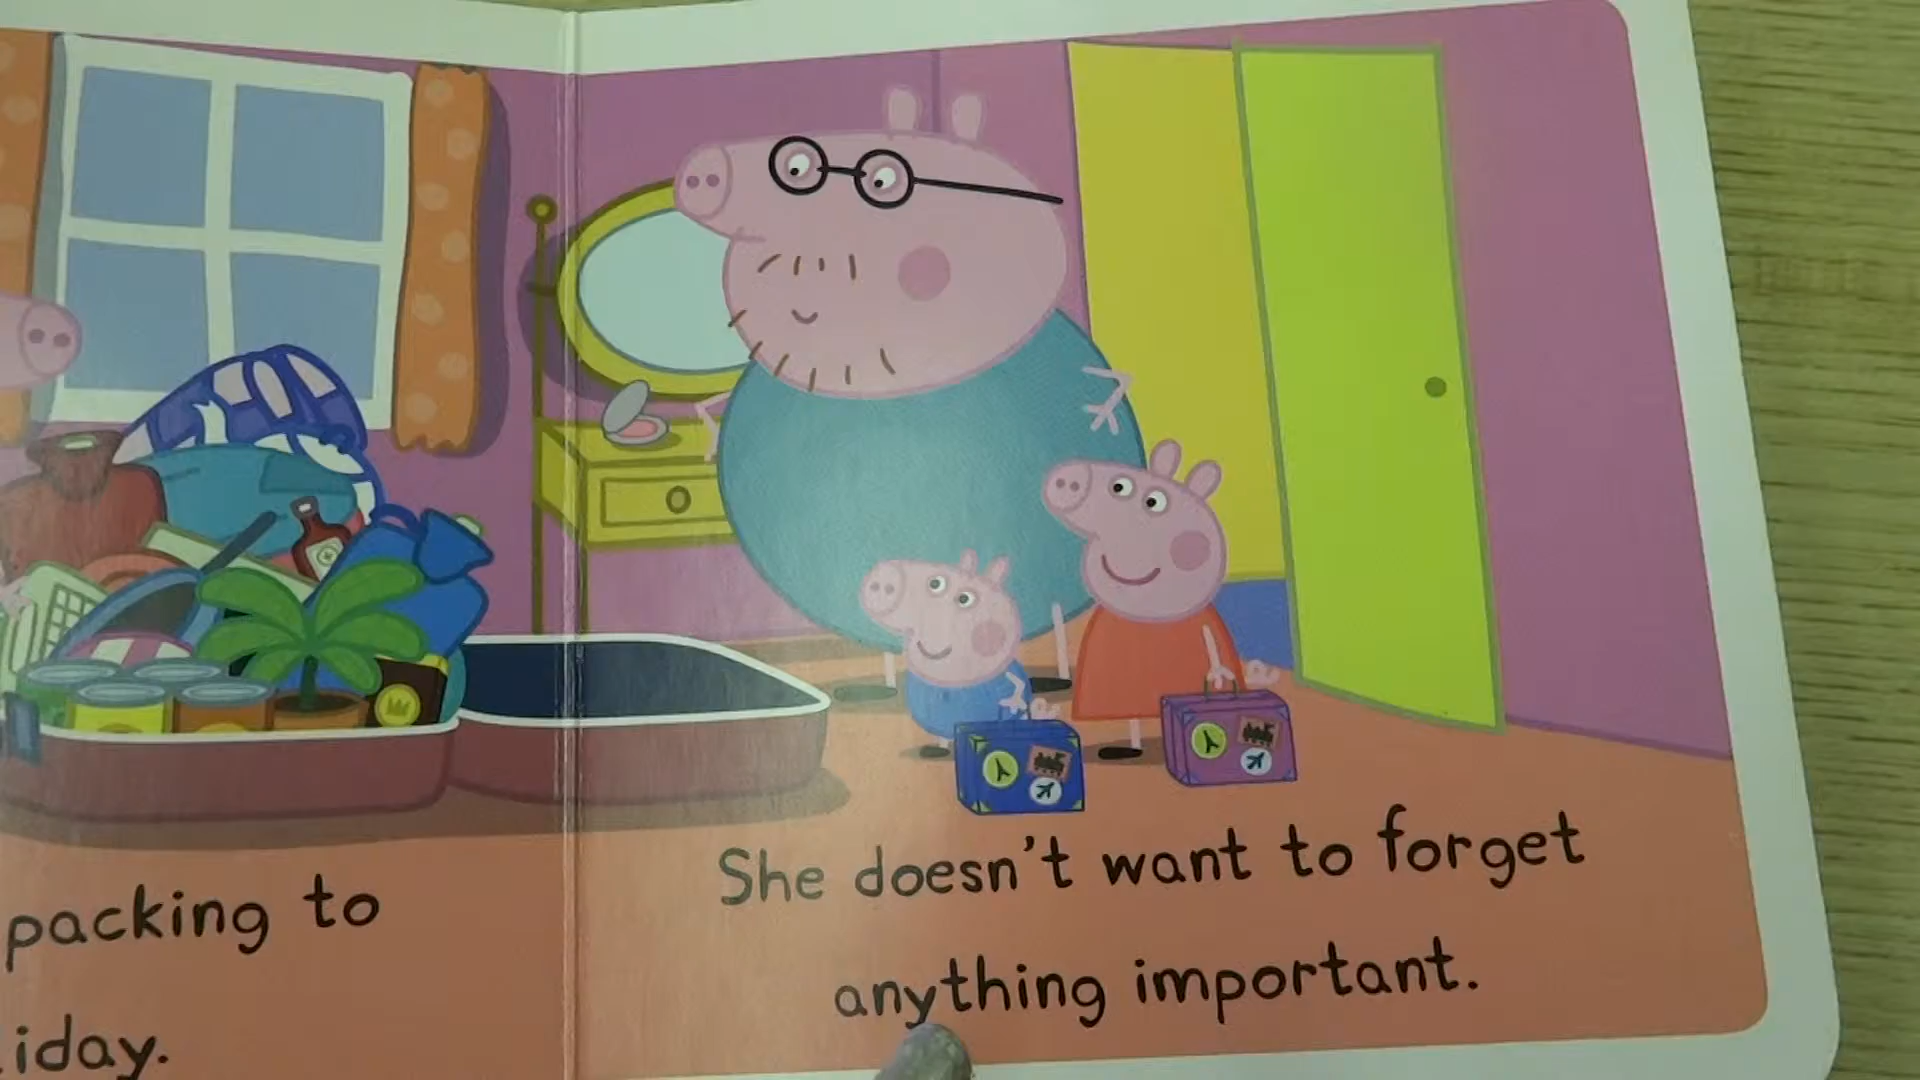 packing to
iday.
She doesn't want to forget
anything important.